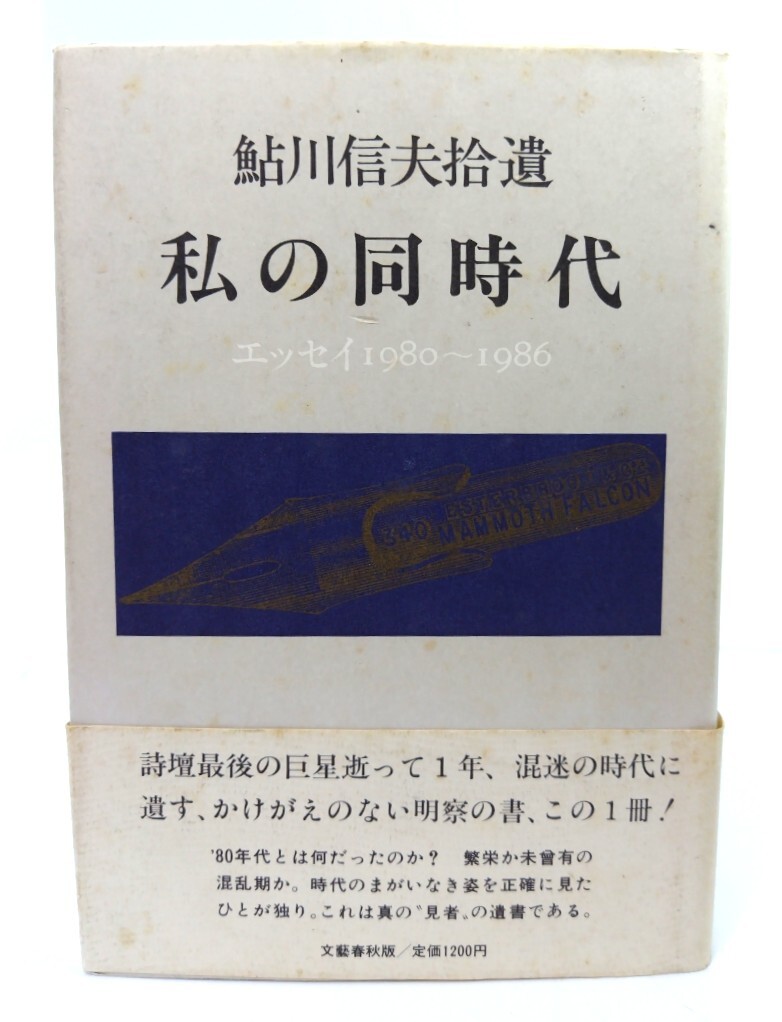 鮎川信夫拾遺
私の同時代
エッセイ1980〜1986
340 ESTERBROOK & CO'S
MAMMOTH FALCON
詩壇最後の巨星逝って1年、混迷の時代に
遺す、かけがえのない明察の書、この1冊!
'80年代とは何だったのか? 繁栄か未曾有の
混乱期か。時代のまがいなき姿を正確に見た
ひとが独り。これは真の〝見者〟の遺書である。
文藝春秋版/定価1200円